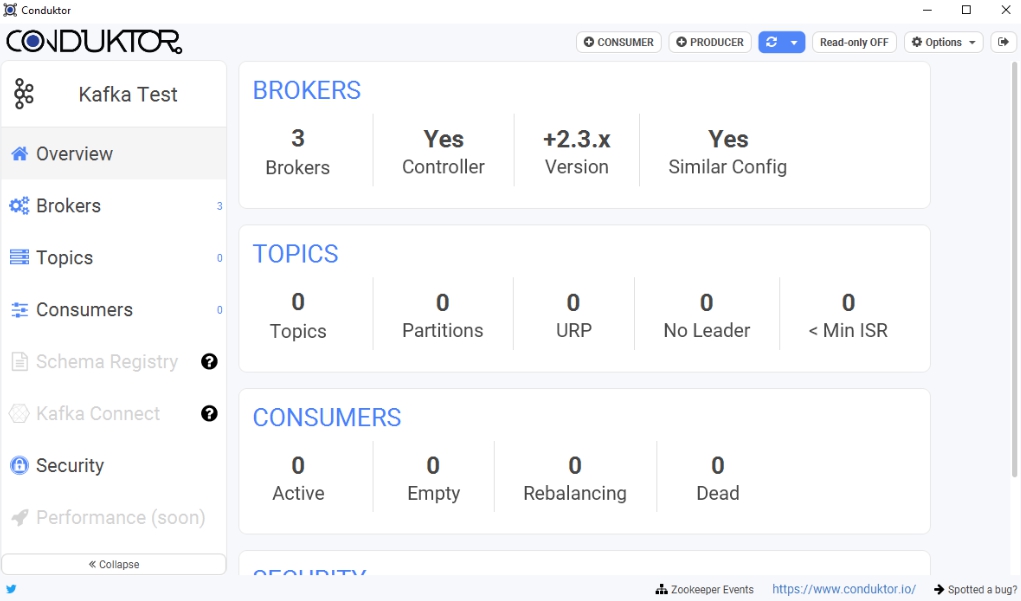 Conduktor
CONDUKTOR
CONSUMER
PRODUCER
Read-only OFF
Options
Kafka Test
Overview
Brokers 3
Topics 0
Consumers 0
Schema Registry ?
Kafka Connect ?
Security
Performance (soon)
« Collapse
BROKERS
3 Yes +2.3.x Yes
Brokers Controller Version Similar Config
TOPICS
0 0 0 0 0
Topics Partitions URP No Leader < Min ISR
CONSUMERS
0 0 0 0
Active Empty Rebalancing Dead
SECURITY
Zookeeper Events https://www.conduktor.io/ Spotted a bug?